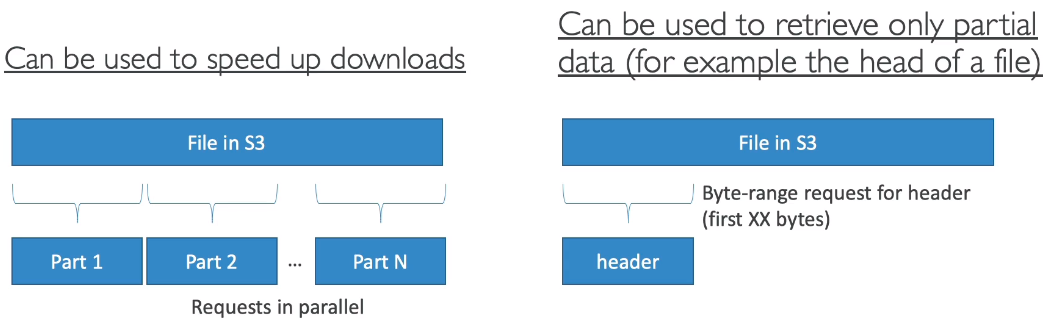 Can be used to speed up downloads
File in S3
Part 1
Part 2
...
Part N
Requests in parallel
Can be used to retrieve only partial
data (for example the head of a file)
File in S3
Byte-range request for header
(first XX bytes)
header